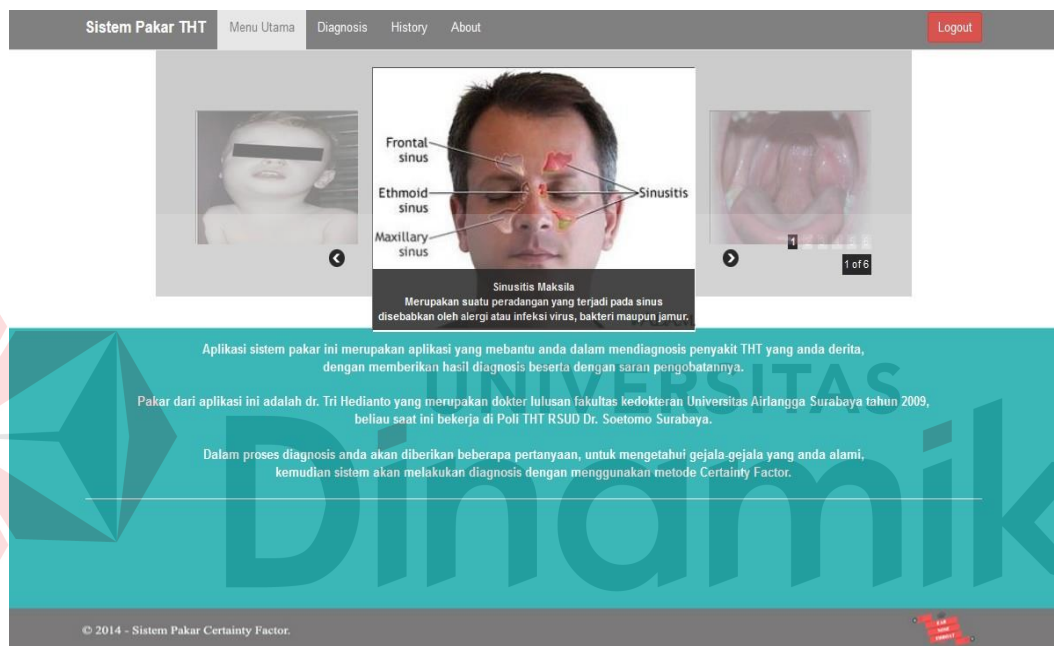 Sistem Pakar THT Menu Utama Diagnosis History About Logout
Frontal
sinus
Ethmoid
sinus
Sinusitis
Maxillary
sinus
1
1 of 6
Sinusitis Maksila
Merupakan suatu peradangan yang terjadi pada sinus
disebabkan oleh alergi atau infeksi virus, bakteri maupun jamur.
Aplikasi sistem pakar ini merupakan aplikasi yang mebantu anda dalam mendiagnosis penyakit THT yang anda derita,
dengan memberikan hasil diagnosis beserta dengan saran pengobatannya.
UNIVERSITAS
Pakar dari aplikasi ini adalah dr. Tri Hedianto yang merupakan dokter lulusan fakultas kedokteran Universitas Airlangga Surabaya tahun 2009,
beliau saat ini bekerja di Poli THT RSUD Dr. Soetomo Surabaya.
Dalam proses diagnosis anda akan diberikan beberapa pertanyaan, untuk mengetahui gejala-gejala yang anda alami,
kemudian sistem akan melakukan diagnosis dengan menggunakan metode Certainty Factor.
Dinamik
© 2014 - Sistem Pakar Certainty Factor.